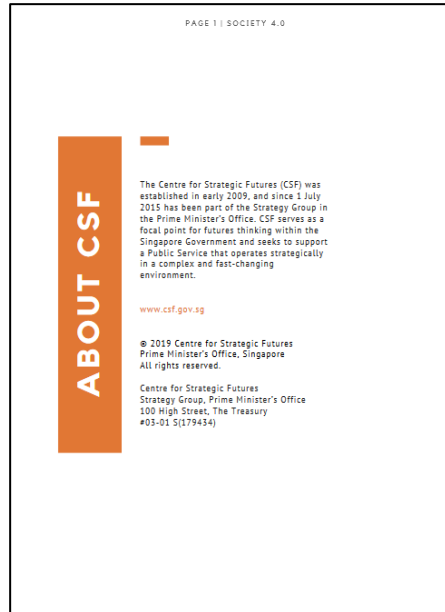 PAGE 1 | SOCIETY 4.0
ABOUT CSF
The Centre for Strategic Futures (CSF) was
established in early 2009, and since 1 July
2015 has been part of the Strategy Group in
the Prime Minister's Office. CSF serves as a
focal point for futures thinking within the
Singapore Government and seeks to support
a Public Service that operates strategically
in a complex and fast-changing
environment.
www.csf.gov.sg
© 2019 Centre for Strategic Futures
Prime Minister's Office, Singapore
All rights reserved.
Centre for Strategic Futures
Strategy Group, Prime Minister's Office
100 High Street, The Treasury
#03-01 S(179434)